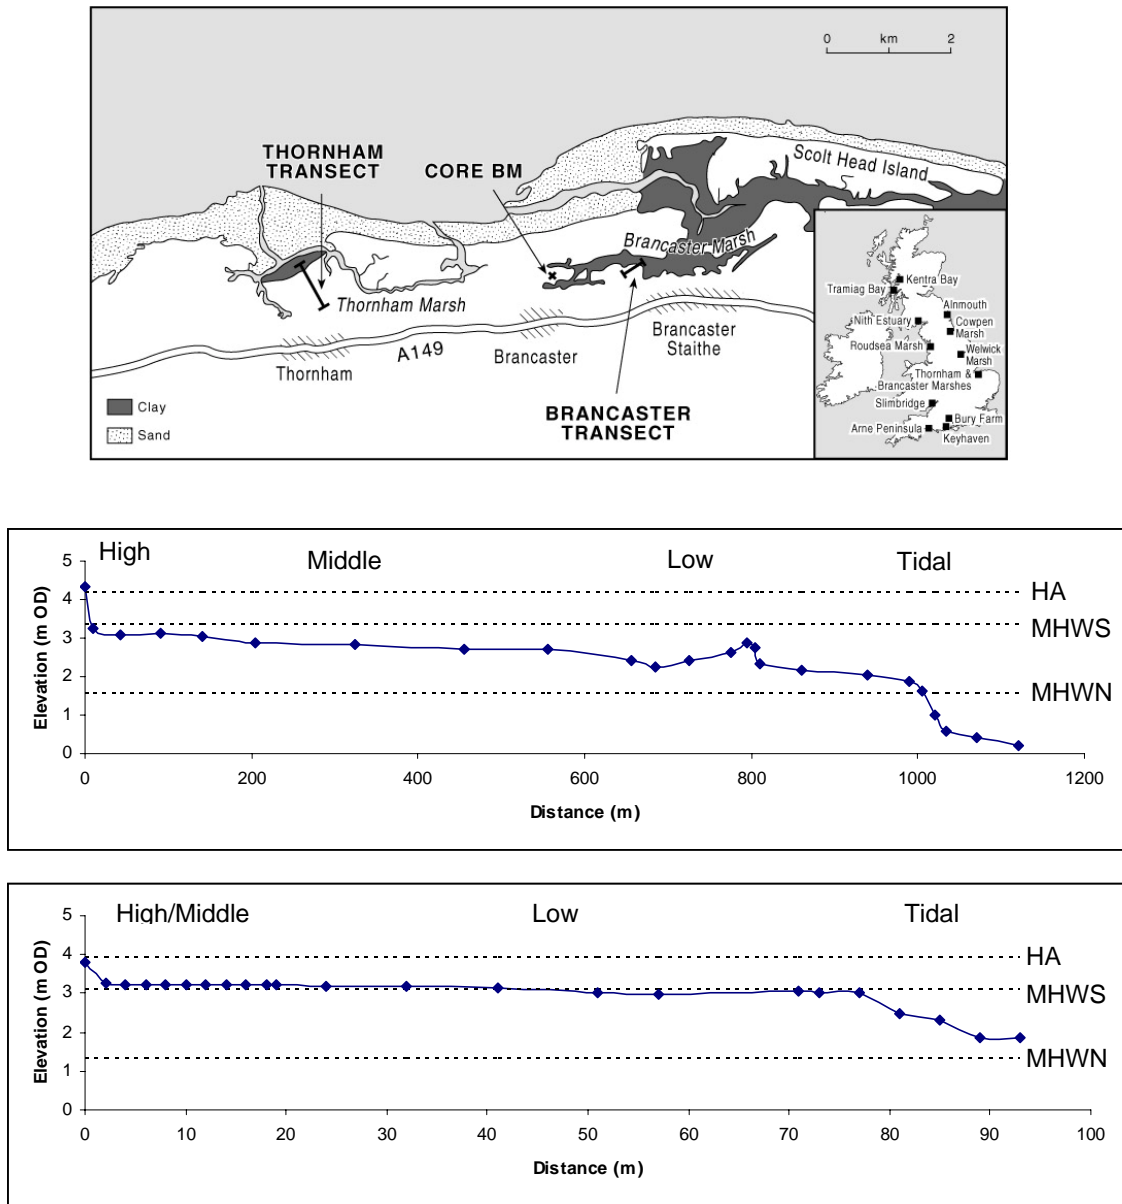 0 km 2
THORNHAM
TRANSECT
CORE BM
Scolt Head Island
Brancaster Marsh
Thornham Marsh
A149
Thornham
Brancaster
Brancaster
Staithe
BRANCASTER
TRANSECT
Clay
Sand
Kentra Bay
Tramiag Bay
Alnmouth
Nith Estuary
Cowpen
Marsh
Roudsea Marsh
Welwick
Marsh
Thornham &
Brancaster Marshes
Slimbridge
Bury Farm
Arne Peninsula
Keyhaven
High
Middle
Low
Tidal
HA
MHWS
MHWN
Elevation (m OD)
5
4
3
2
1
0
0 200 400 600 800 1000 1200
Distance (m)
High/Middle
Low
Tidal
HA
MHWS
MHWN
Elevation (m OD)
5
4
3
2
1
0
0 10 20 30 40 50 60 70 80 90 100
Distance (m)